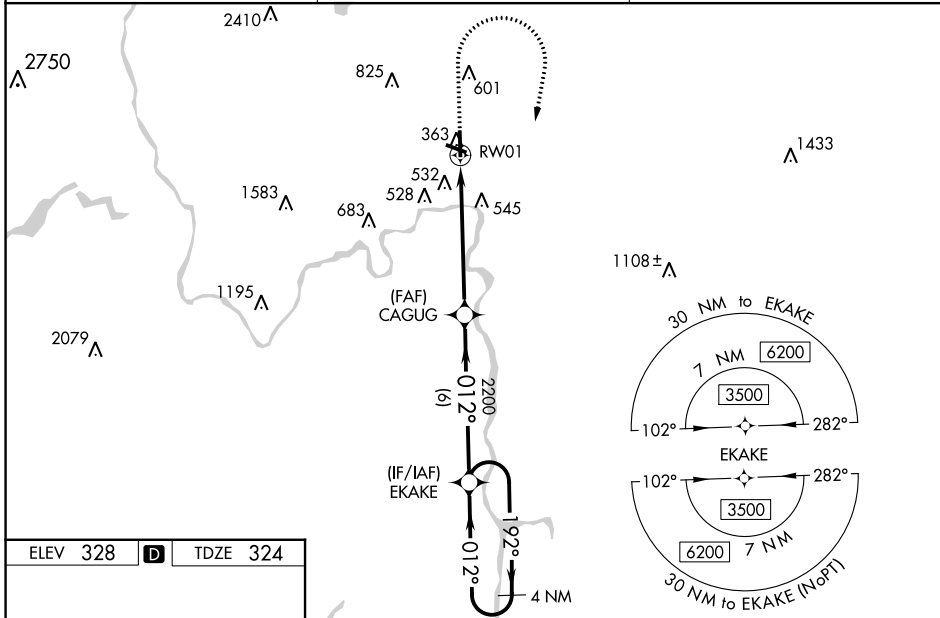 2410
2750
825
601
363
RW01
1433
532
1583
528
545
683
1108 ±
1195
(FAF)
CAGUG
2079
30 NM to EKAKE
7 NM
6200
3500
2200
012°
(6)
102°
282°
EKAKE
(IF/IAF)
EKAKE
102°
282°
3500
7 NM
6200
30 NM to EKAKE (NoPT)
192°
012°
4 NM
ELEV 328 D TDZE 324